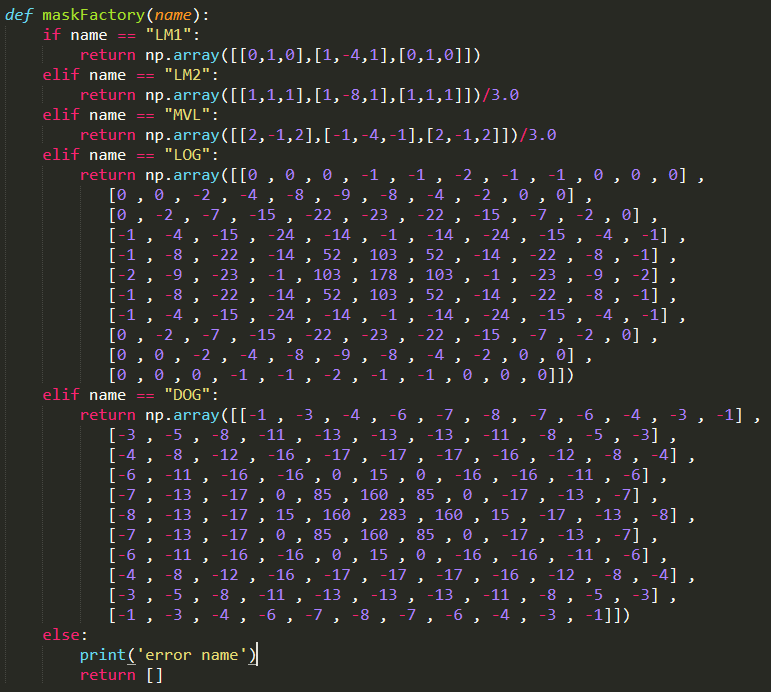 def maskFactory(name):
    if name == "LM1":
        return np.array([[0,1,0],[1,-4,1],[0,1,0]])
    elif name == "LM2":
        return np.array([[1,1,1],[1,-8,1],[1,1,1]])/3.0
    elif name == "MVL":
        return np.array([[2,-1,2],[-1,-4,-1],[2,-1,2]])/3.0
    elif name == "LOG":
        return np.array([[0 , 0 , 0 , -1 , -1 , -2 , -1 , -1 , 0 , 0 , 0] ,
           [0 , 0 , -2 , -4 , -8 , -9 , -8 , -4 , -2 , 0 , 0] ,
           [0 , -2 , -7 , -15 , -22 , -23 , -22 , -15 , -7 , -2 , 0] ,
           [-1 , -4 , -15 , -24 , -14 , -1 , -14 , -24 , -15 , -4 , -1] ,
           [-1 , -8 , -22 , -14 , 52 , 103 , 52 , -14 , -22 , -8 , -1] ,
           [-2 , -9 , -23 , -1 , 103 , 178 , 103 , -1 , -23 , -9 , -2] ,
           [-1 , -8 , -22 , -14 , 52 , 103 , 52 , -14 , -22 , -8 , -1] ,
           [-1 , -4 , -15 , -24 , -14 , -1 , -14 , -24 , -15 , -4 , -1] ,
           [0 , -2 , -7 , -15 , -22 , -23 , -22 , -15 , -7 , -2 , 0] ,
           [0 , 0 , -2 , -4 , -8 , -9 , -8 , -4 , -2 , 0 , 0] ,
           [0 , 0 , 0 , -1 , -1 , -2 , -1 , -1 , 0 , 0 , 0]])
    elif name == "DOG":
        return np.array([[-1 , -3 , -4 , -6 , -7 , -8 , -7 , -6 , -4 , -3 , -1] ,
           [-3 , -5 , -8 , -11 , -13 , -13 , -13 , -11 , -8 , -5 , -3] ,
           [-4 , -8 , -12 , -16 , -17 , -17 , -17 , -16 , -12 , -8 , -4] ,
           [-6 , -11 , -16 , -16 , 0 , 15 , 0 , -16 , -16 , -11 , -6] ,
           [-7 , -13 , -17 , 0 , 85 , 160 , 85 , 0 , -17 , -13 , -7] ,
           [-8 , -13 , -17 , 15 , 160 , 283 , 160 , 15 , -17 , -13 , -8] ,
           [-7 , -13 , -17 , 0 , 85 , 160 , 85 , 0 , -17 , -13 , -7] ,
           [-6 , -11 , -16 , -16 , 0 , 15 , 0 , -16 , -16 , -11 , -6] ,
           [-4 , -8 , -12 , -16 , -17 , -17 , -17 , -16 , -12 , -8 , -4] ,
           [-3 , -5 , -8 , -11 , -13 , -13 , -13 , -11 , -8 , -5 , -3] ,
           [-1 , -3 , -4 , -6 , -7 , -8 , -7 , -6 , -4 , -3 , -1]])
    else:
        print('error name')
        return []